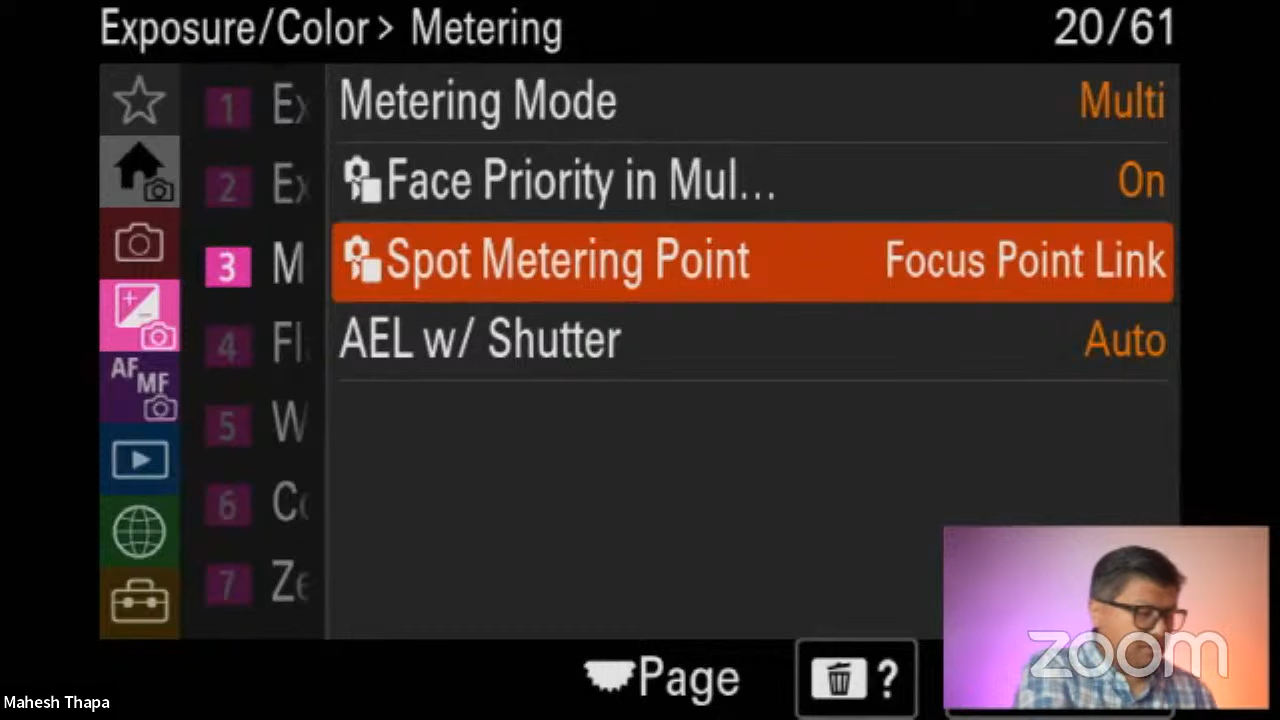 Exposure/Color > Metering 20/61
1 Ex
2 Ex
3 M
4 Fl
5 W
6 Co
7 Ze
Metering Mode Multi
Face Priority in Mul... On
Spot Metering Point Focus Point Link
AEL w/ Shutter Auto
AF MF
Page ?
zoom
Mahesh Thapa